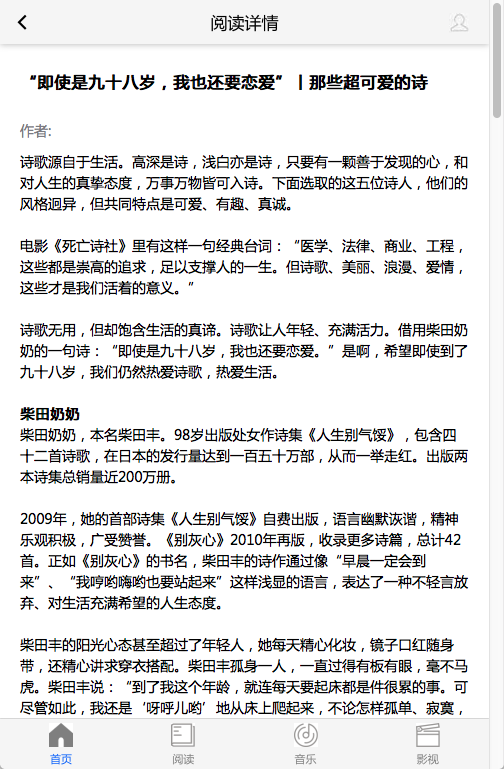 阅读详情
“即使是九十八岁，我也还要恋爱”丨那些超可爱的诗
作者:
诗歌源自于生活。高深是诗，浅白亦是诗，只要有一颗善于发现的心，和
对人生的真挚态度，万事万物皆可入诗。下面选取的这五位诗人，他们的
风格迥异，但共同特点是可爱、有趣、真诚。
电影《死亡诗社》里有这样一句经典台词：“医学、法律、商业、工程，
这些都是崇高的追求，足以支撑人的一生。但诗歌、美丽、浪漫、爱情，
这些才是我们活着的意义。”
诗歌无用，但却饱含生活的真谛。诗歌让人年轻、充满活力。借用柴田奶
奶的一句诗：“即使是九十八岁，我也还要恋爱。”是啊，希望即使到了
九十八岁，我们仍然热爱诗歌，热爱生活。
柴田奶奶
柴田奶奶，本名柴田丰。98岁出版处女作诗集《人生别气馁》，包含四
十二首诗歌，在日本的发行量达到一百五十万部，从而一举走红。出版两
本诗集总销量近200万册。
2009年，她的首部诗集《人生别气馁》自费出版，语言幽默诙谐，精神
乐观积极，广受赞誉。《别灰心》2010年再版，收录更多诗篇，总计42
首。正如《别灰心》的书名，柴田丰的诗作通过像“早晨一定会到
来”、“我哼哟嗨哟也要站起来”这样浅显的语言，表达了一种不轻言放
弃、对生活充满希望的人生态度。
柴田丰的阳光心态甚至超过了年轻人，她每天精心化妆，镜子口红随身
带，还精心讲求穿衣搭配。柴田丰孤身一人，一直过得有板有眼，毫不马
虎。柴田丰说：“到了我这个年龄，就连每天要起床都是件很累的事。可
尽管如此，我还是‘呀呼儿哟’地从床上爬起来，不论怎样孤单、寂寞，
首页
阅读
音乐
影视